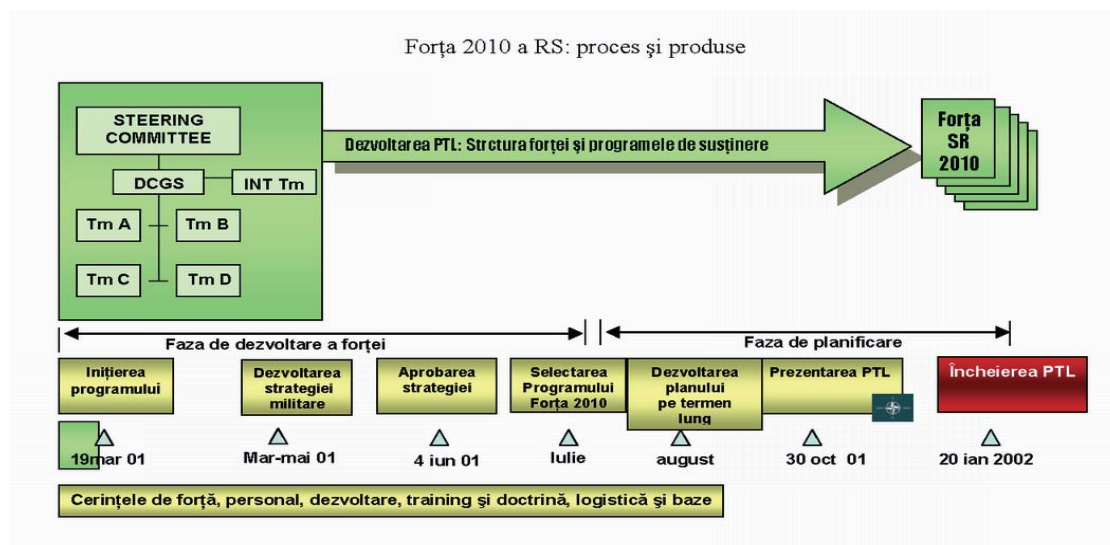 Forța 2010 a RS: proces și produse
STEERING
COMMITTEE
DCGS
INT Tm
Tm A
Tm B
Tm C
Tm D
Dezvoltarea PTL: Strctura forței și programele de susținere
Forța
SR
2010
Faza de dezvoltare a forței
Faza de planificare
Inițierea
programului
Dezvoltarea
strategiei
militare
Aprobarea
strategiei
Selectarea
Programului
Forța 2010
Dezvoltarea
planului
pe termen
lung
Prezentarea PTL
Încheierea PTL
19mar 01
Mar-mai 01
4 iun 01
Iulie
august
30 oct 01
20 ian 2002
Cerințele de forță, personal, dezvoltare, training și doctrină, logistică și baze